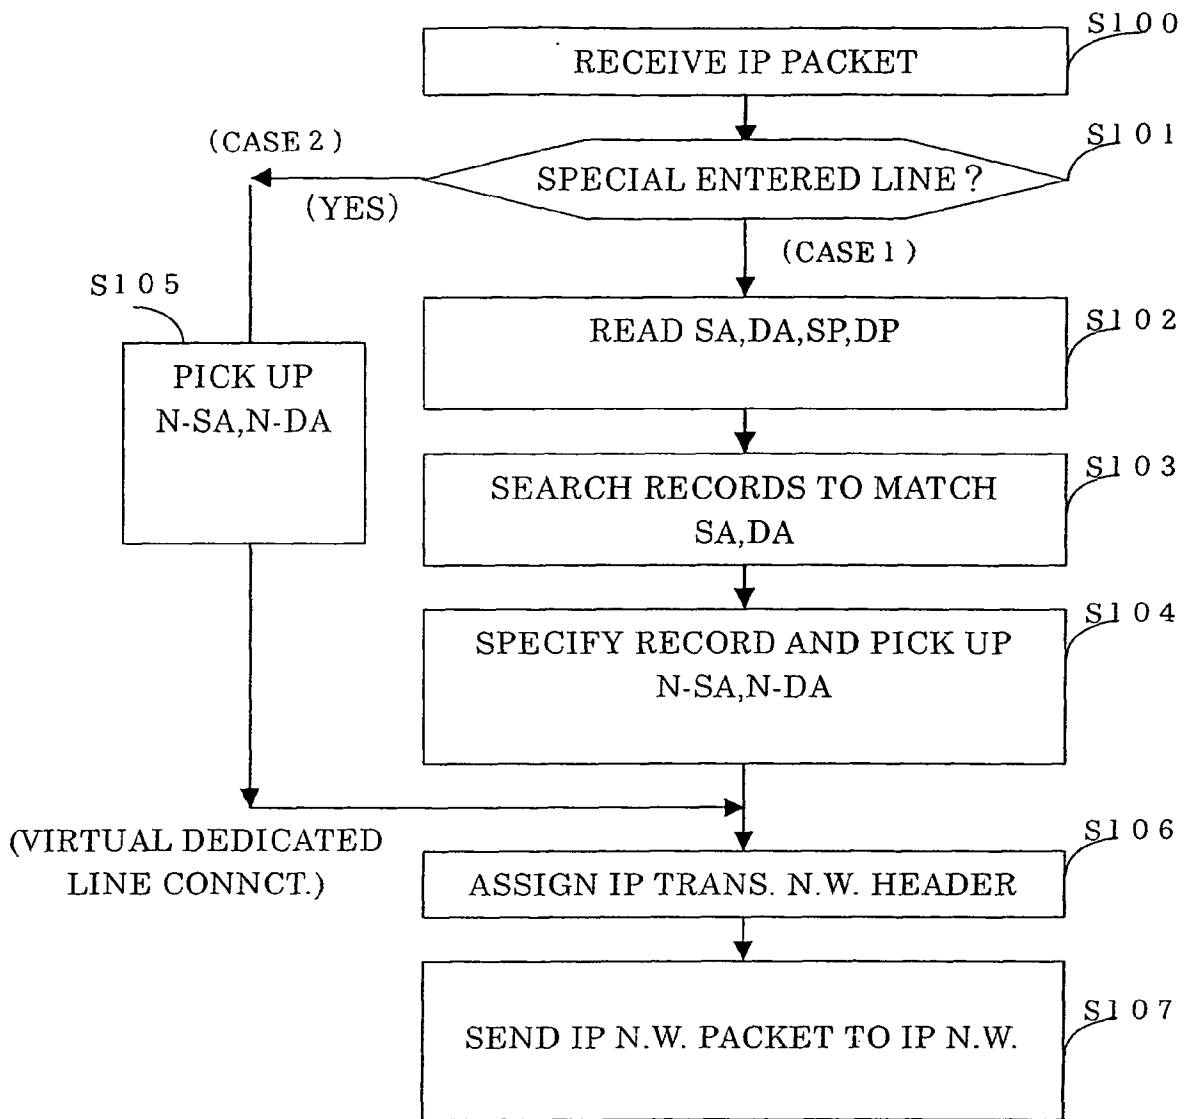 S100
RECEIVE IP PACKET
S101
(CASE 2)
SPECIAL ENTERED LINE?
(YES)
(CASE 1)
S105
S102
READ SA,DA,SP,DP
PICK UP
N-SA,N-DA
S103
SEARCH RECORDS TO MATCH
SA,DA
S104
SPECIFY RECORD AND PICK UP
N-SA,N-DA
(VIRTUAL DEDICATED
LINE CONNCT.)
S106
ASSIGN IP TRANS. N.W. HEADER
S107
SEND IP N.W. PACKET TO IP N.W.